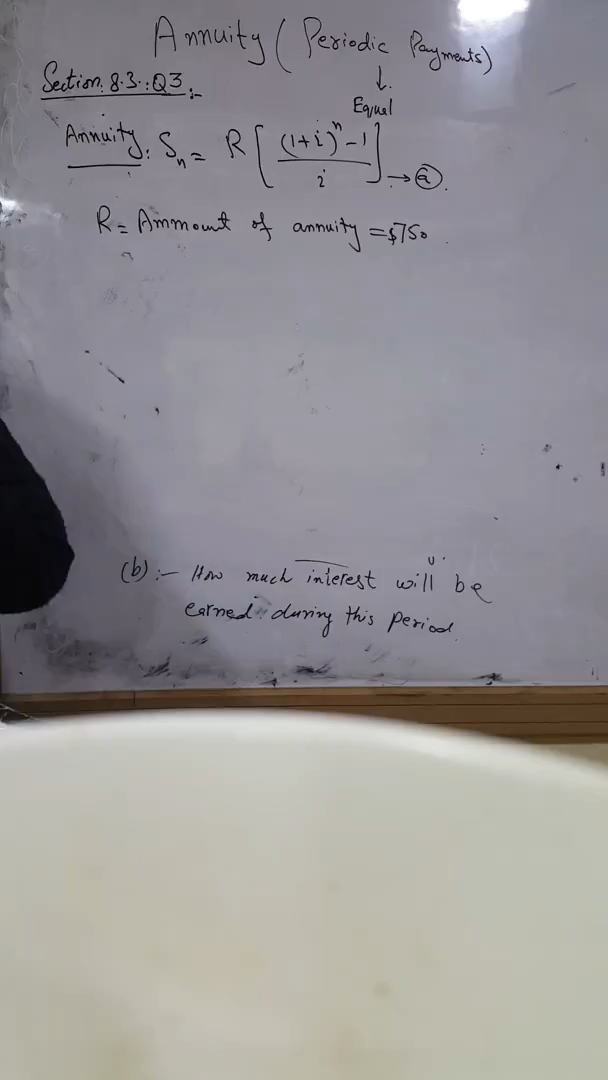 Annuity ( Periodic Payments)
↓
Section. 8.3.:Q3:-
Equal
Annuity: Sn = R [ (1+i)^n - 1 / i ] → (a).
R = Ammount of annuity = $750.
(b) :- How much interest will be
earned during this period.